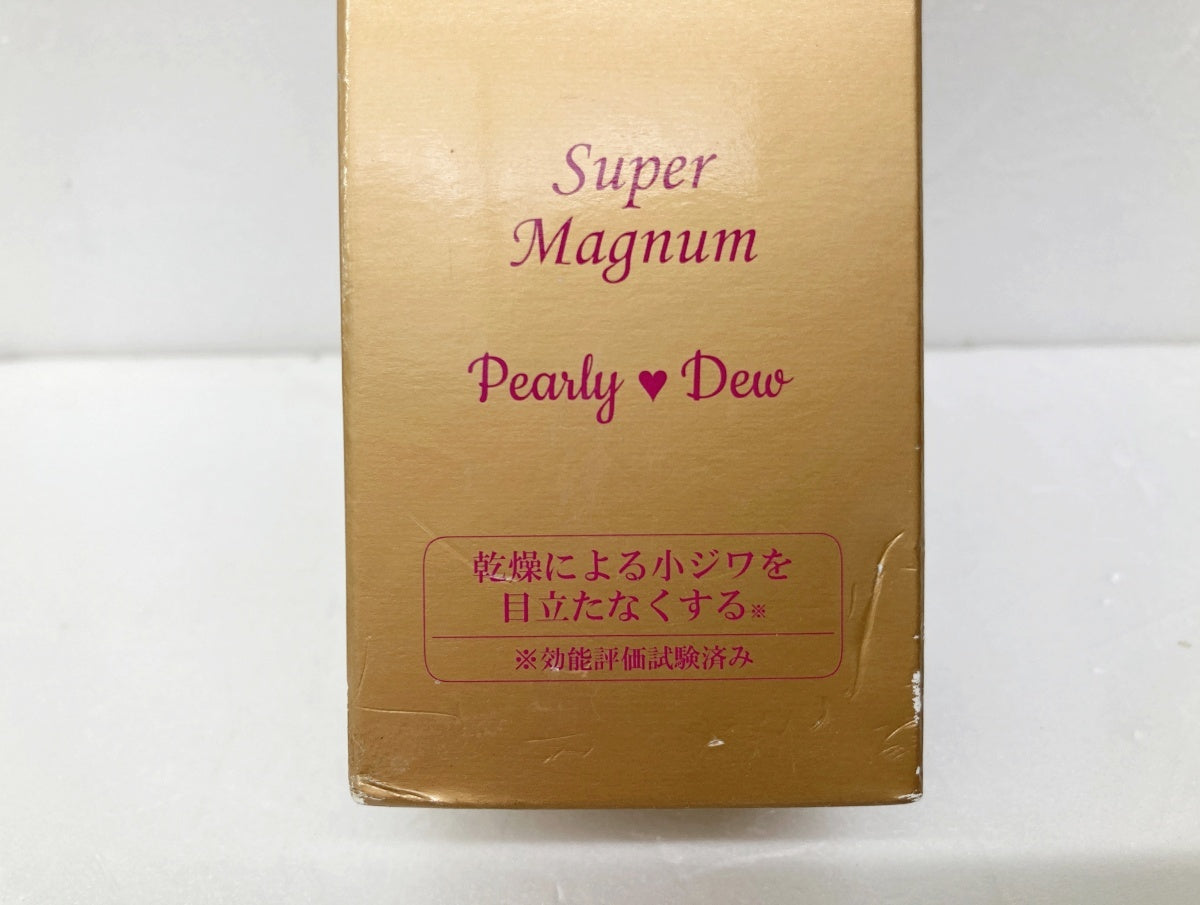 Super
Magnum
Pearly ♥ Dew
乾燥による小ジワを
目立たなくする※
※効能評価試験済み